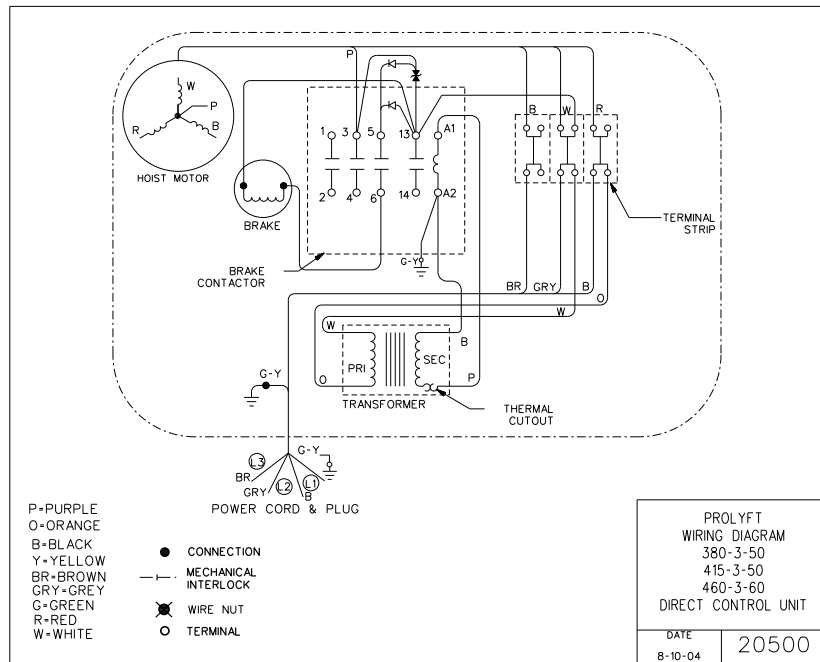 P
W
P
R
B
HOIST MOTOR
BRAKE
1
3
5
13
A1
2
4
6
14
A2
G-Y
BRAKE
CONTACTOR
B
W
R
TERMINAL
STRIP
BR
GRY
B
O
W
W
PRI
SEC
B
O
P
TRANSFORMER
THERMAL
CUTOUT
G-Y
G-Y
L3
BR
GRY
L2
B
L1
POWER CORD & PLUG
P=PURPLE
O=ORANGE
B=BLACK
Y=YELLOW
BR=BROWN
GRY=GREY
G=GREEN
R=RED
W=WHITE
CONNECTION
MECHANICAL
INTERLOCK
WIRE NUT
TERMINAL
PROLYFT
WIRING DIAGRAM
380-3-50
415-3-50
460-3-60
DIRECT CONTROL UNIT
DATE
8-10-04
20500